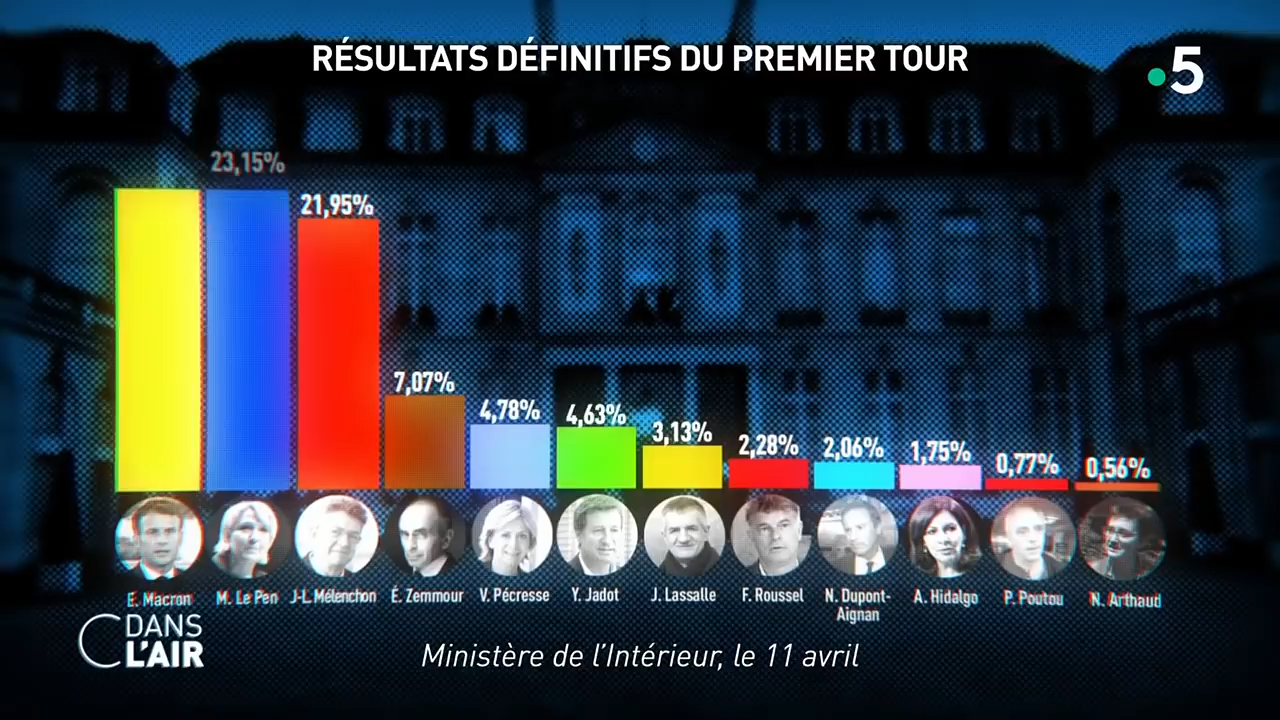 RÉSULTATS DÉFINITIFS DU PREMIER TOUR
5
23,15%
21,95%
7,07%
4,78%
4,63%
3,13%
2,28%
2,06%
1,75%
0,77%
0,56%
E. Macron
M. Le Pen
J-L Mélenchon
É. Zemmour
V. Pécresse
Y. Jadot
J. Lassalle
F. Roussel
N. Dupont-
Aignan
A. Hidalgo
P. Poutou
N. Arthaud
C DANS
L'AIR
Ministère de l'Intérieur, le 11 avril